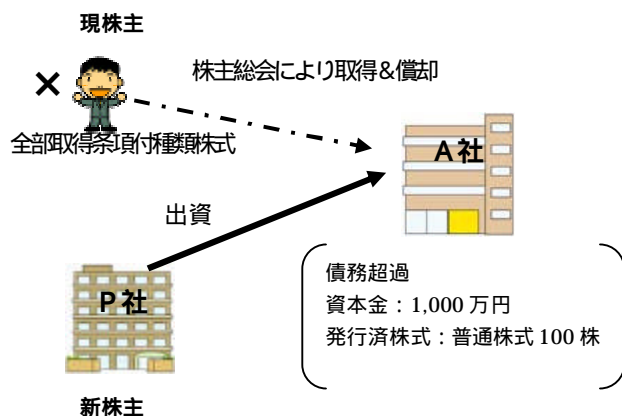 現株主
×
株主総会により取得&償却
全部取得条項付種類株式
A社
出資
P社
債務超過
資本金：1,000万円
発行済株式：普通株式100株
新株主